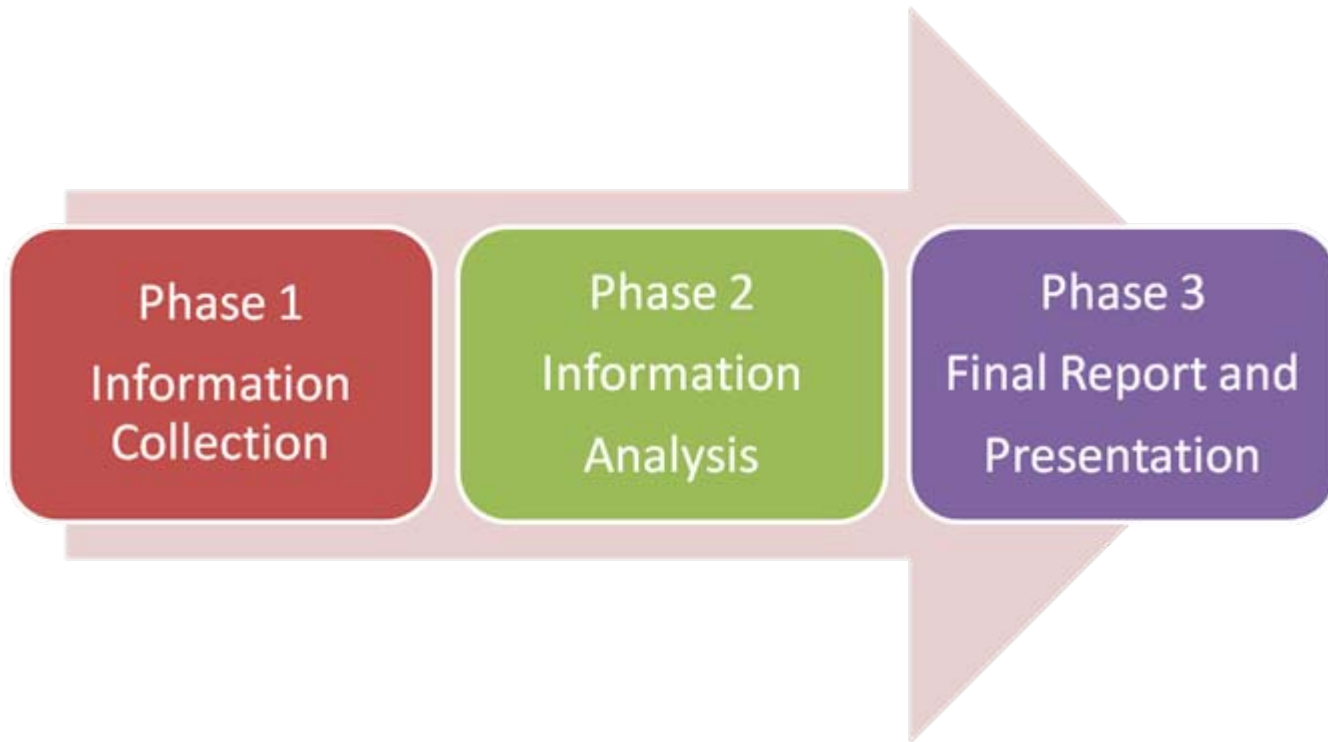 Phase 1
Information
Collection
Phase 2
Information
Analysis
Phase 3
Final Report and
Presentation